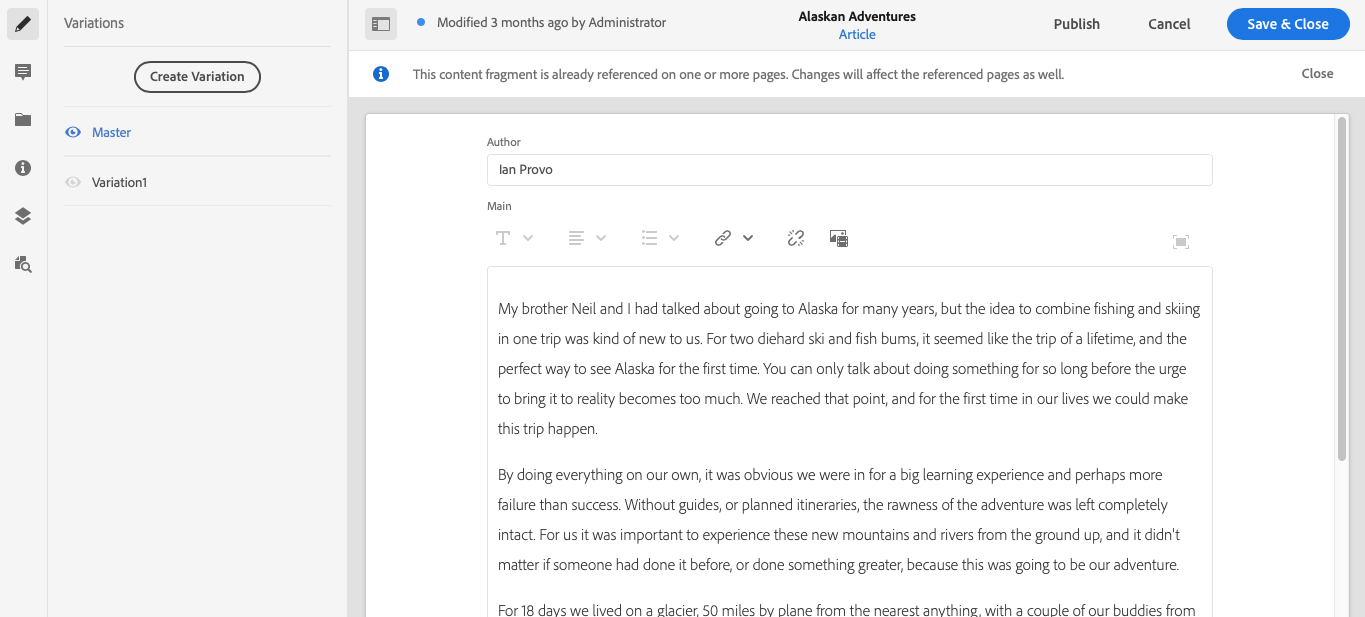 Variations
Create Variation
Master
Variation1
Modified 3 months ago by Administrator
Alaskan Adventures
Article
Publish
Cancel
Save & Close
This content fragment is already referenced on one or more pages. Changes will affect the referenced pages as well.
Close
Author
Ian Provo
Main
My brother Neil and I had talked about going to Alaska for many years, but the idea to combine fishing and skiing
in one trip was kind of new to us. For two diehard ski and fish bums, it seemed like the trip of a lifetime, and the
perfect way to see Alaska for the first time. You can only talk about doing something for so long before the urge
to bring it to reality becomes too much. We reached that point, and for the first time in our lives we could make
this trip happen.
By doing everything on our own, it was obvious we were in for a big learning experience and perhaps more
failure than success. Without guides, or planned itineraries, the rawness of the adventure was left completely
intact. For us it was important to experience these new mountains and rivers from the ground up, and it didn't
matter if someone had done it before, or done something greater, because this was going to be our adventure.
For 18 days we lived on a glacier, 50 miles by plane from the nearest anything, with a couple of our buddies from